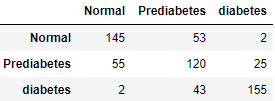 Normal Prediabetes diabetes
Normal 145 53 2
Prediabetes 55 120 25
diabetes 2 43 155